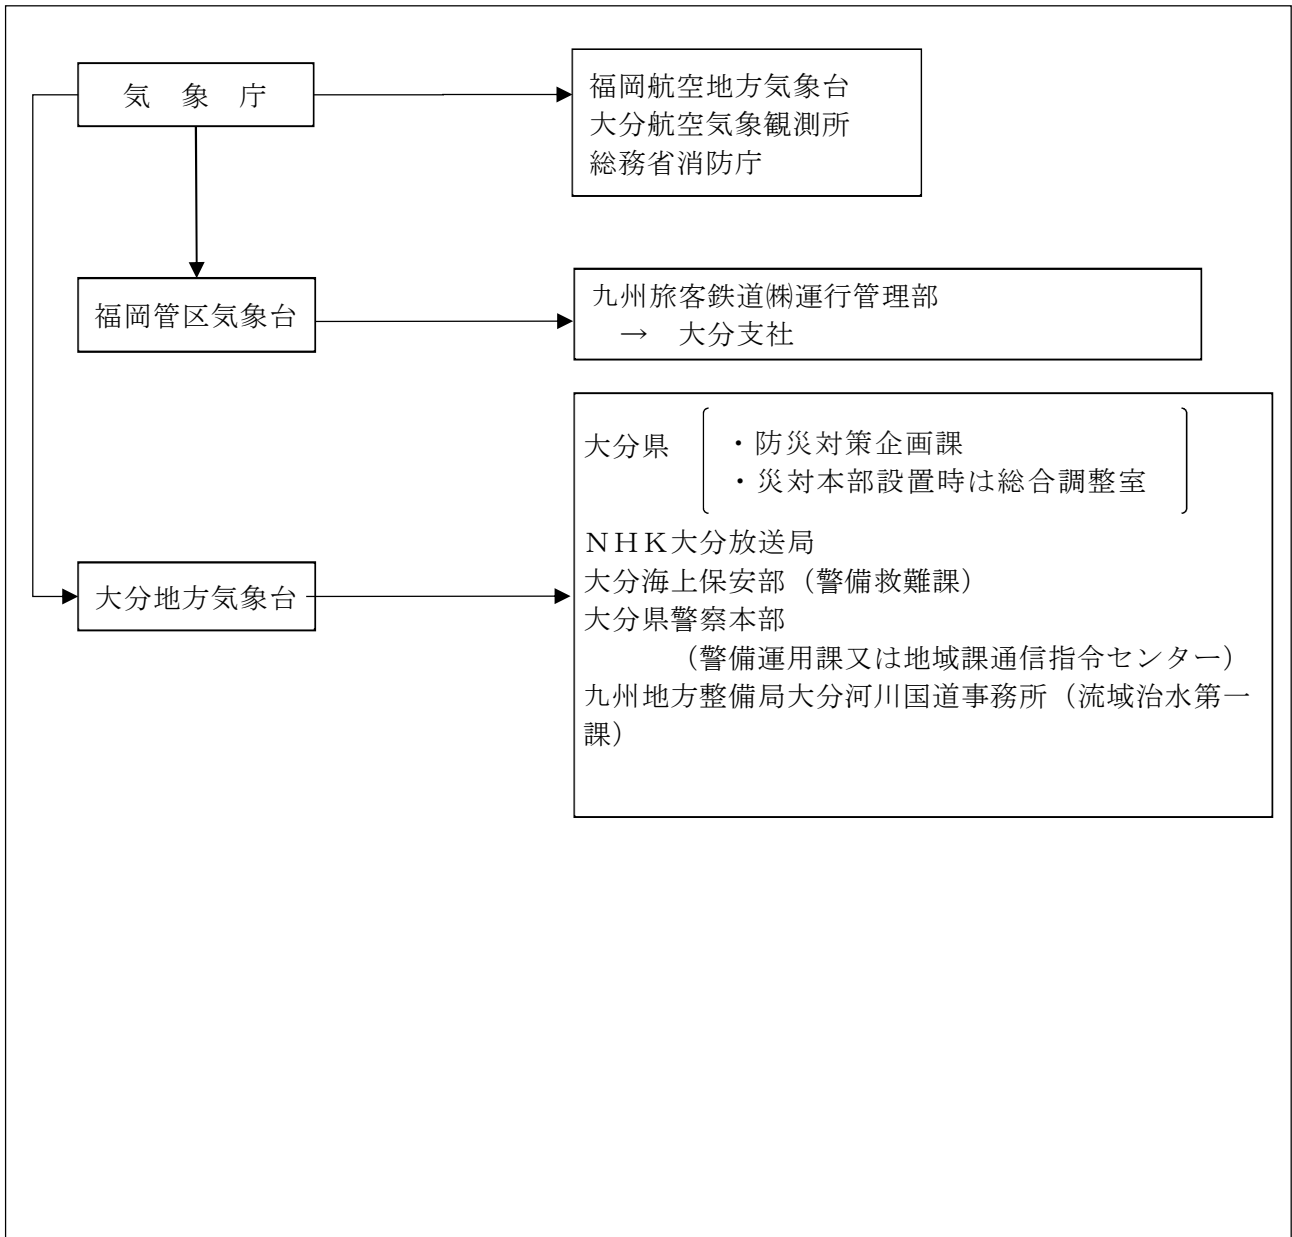 気象庁
福岡航空地方気象台
大分航空気象観測所
総務省消防庁
福岡管区気象台
九州旅客鉄道㈱運行管理部
→ 大分支社
大分県
・防災対策企画課
・災対本部設置時は総合調整室
ＮＨＫ大分放送局
大分海上保安部（警備救難課）
大分県警察本部
（警備運用課又は地域課通信指令センター）
九州地方整備局大分河川国道事務所（流域治水第一
課）
大分地方気象台